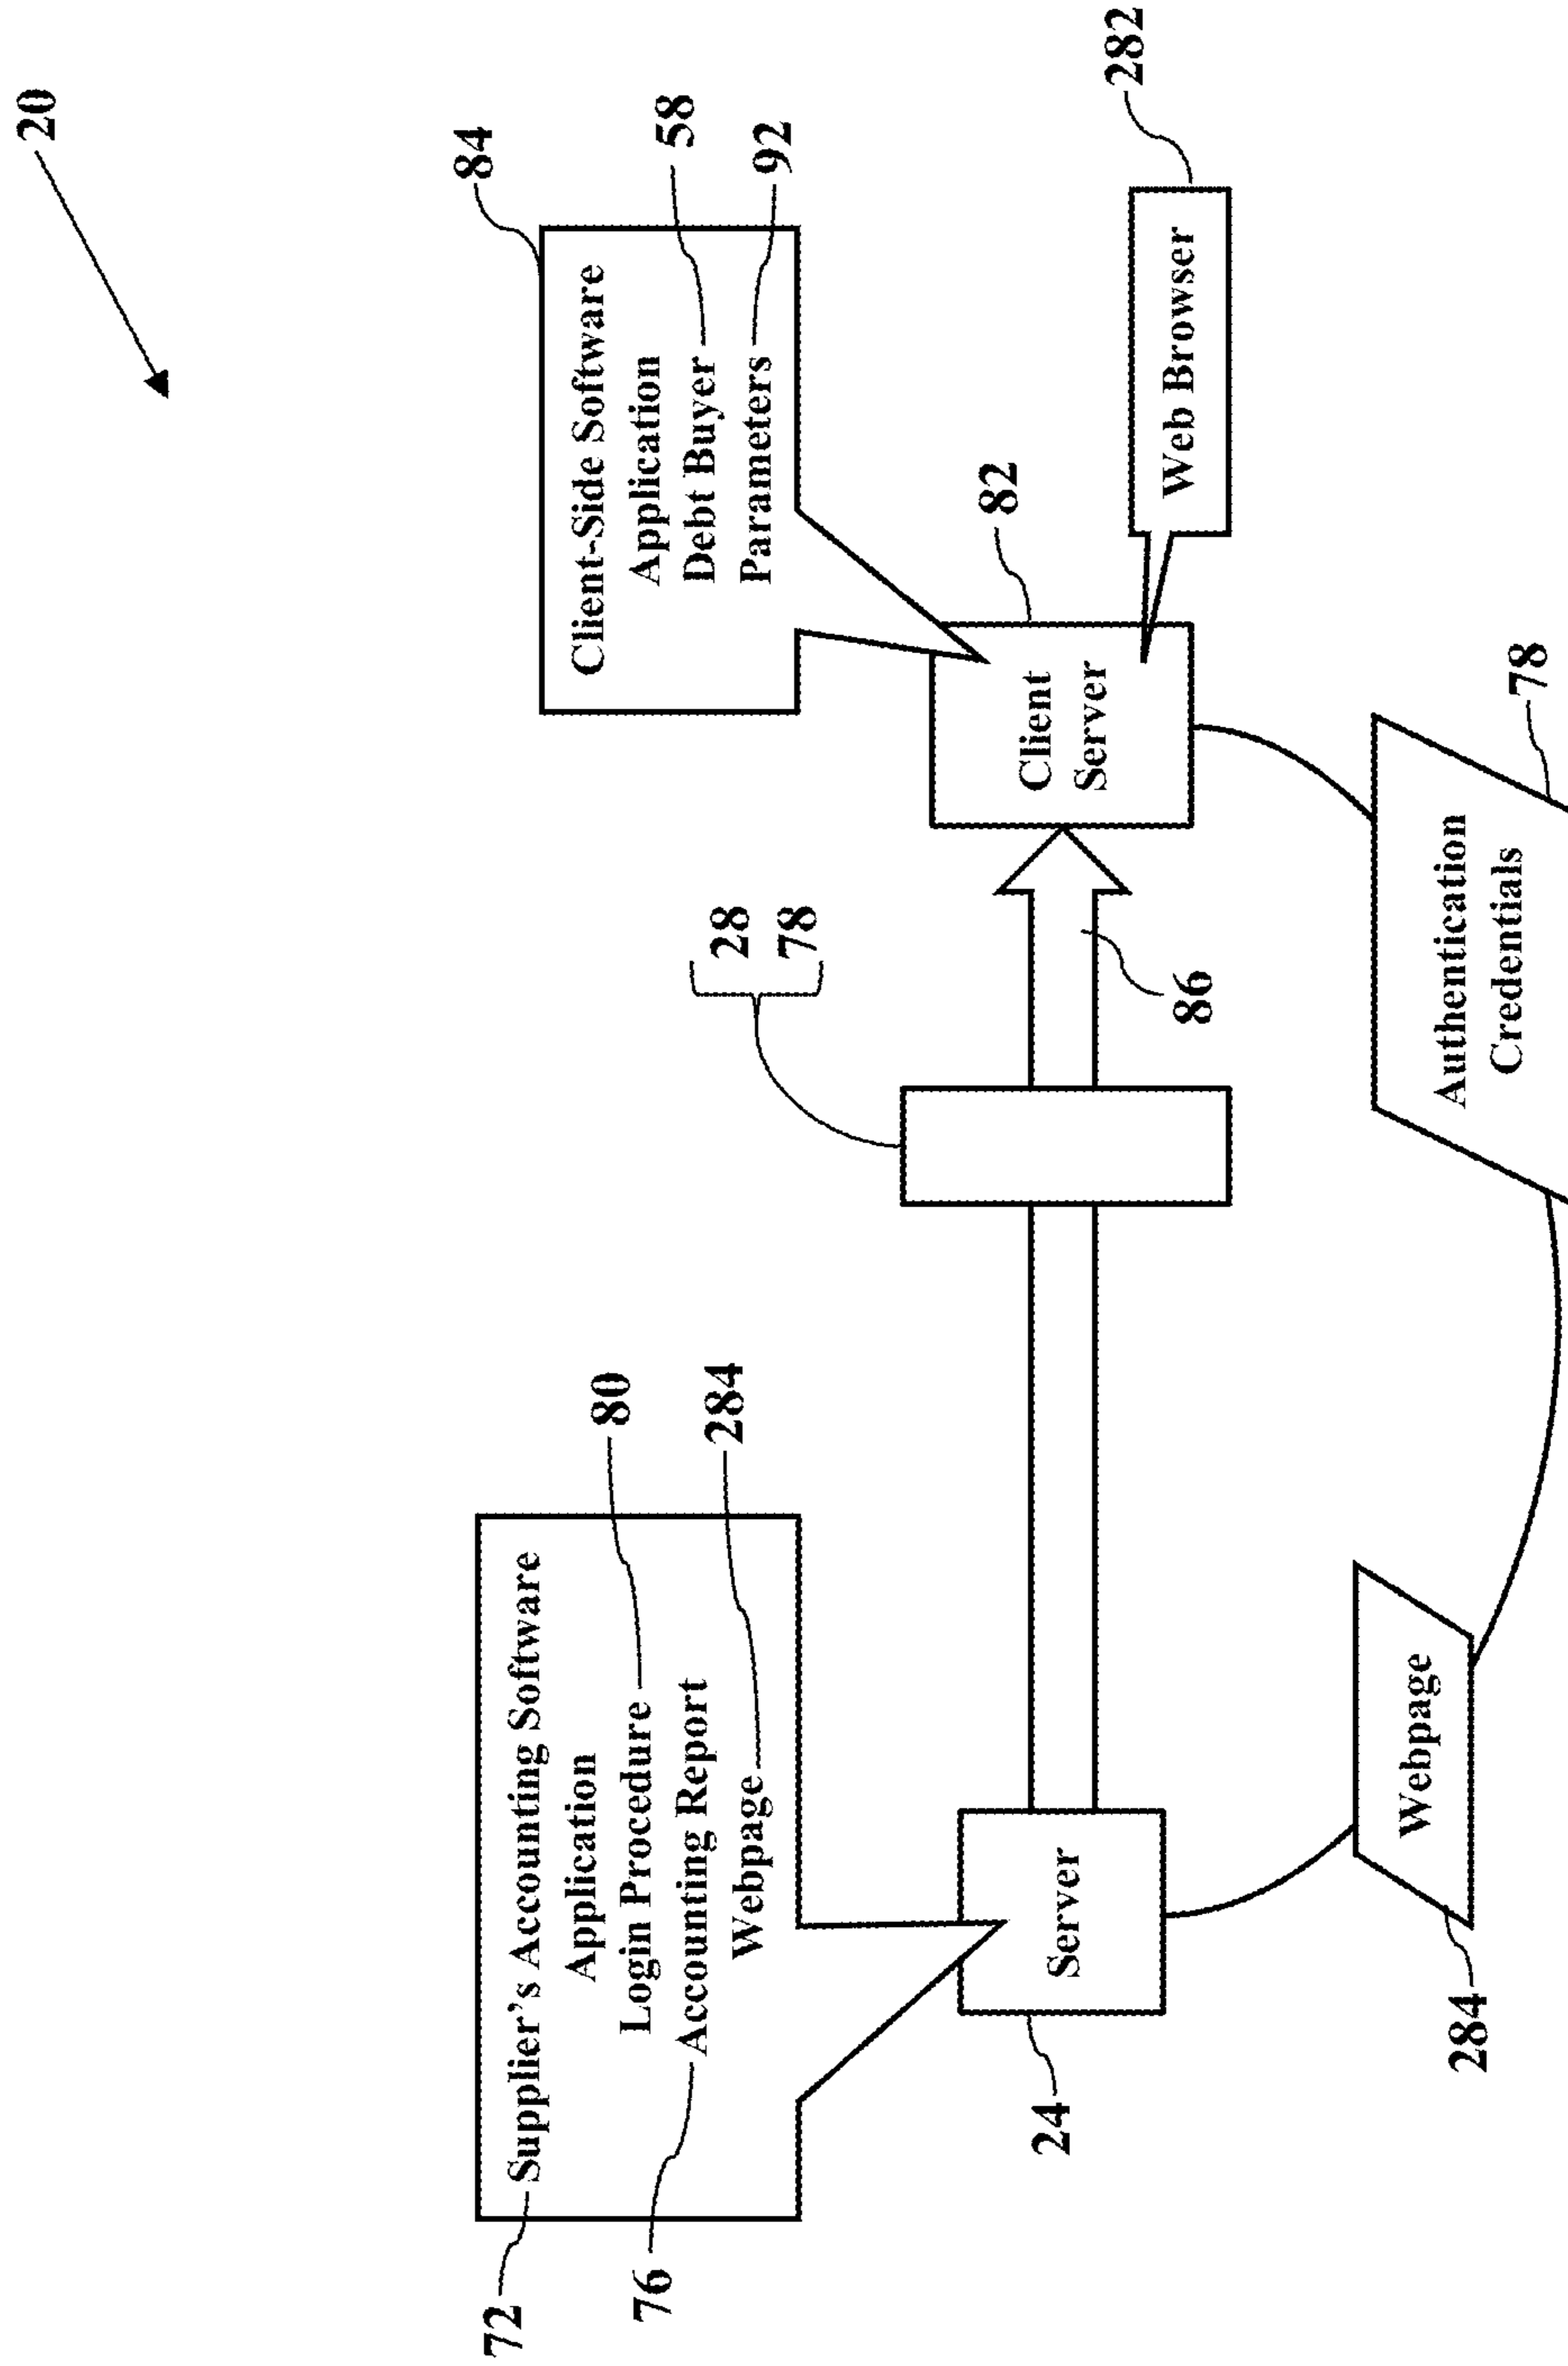 20
72 Supplier's Accounting Software
Application
Login Procedure 80
76 Accounting Report
Webpage 284
84
Client-Side Software
Application
Debt Buyer 58
Parameters 92
28
78
24
Server
86
82
Client
Server
Web Browser
282
284
Webpage
Authentication
Credentials
78